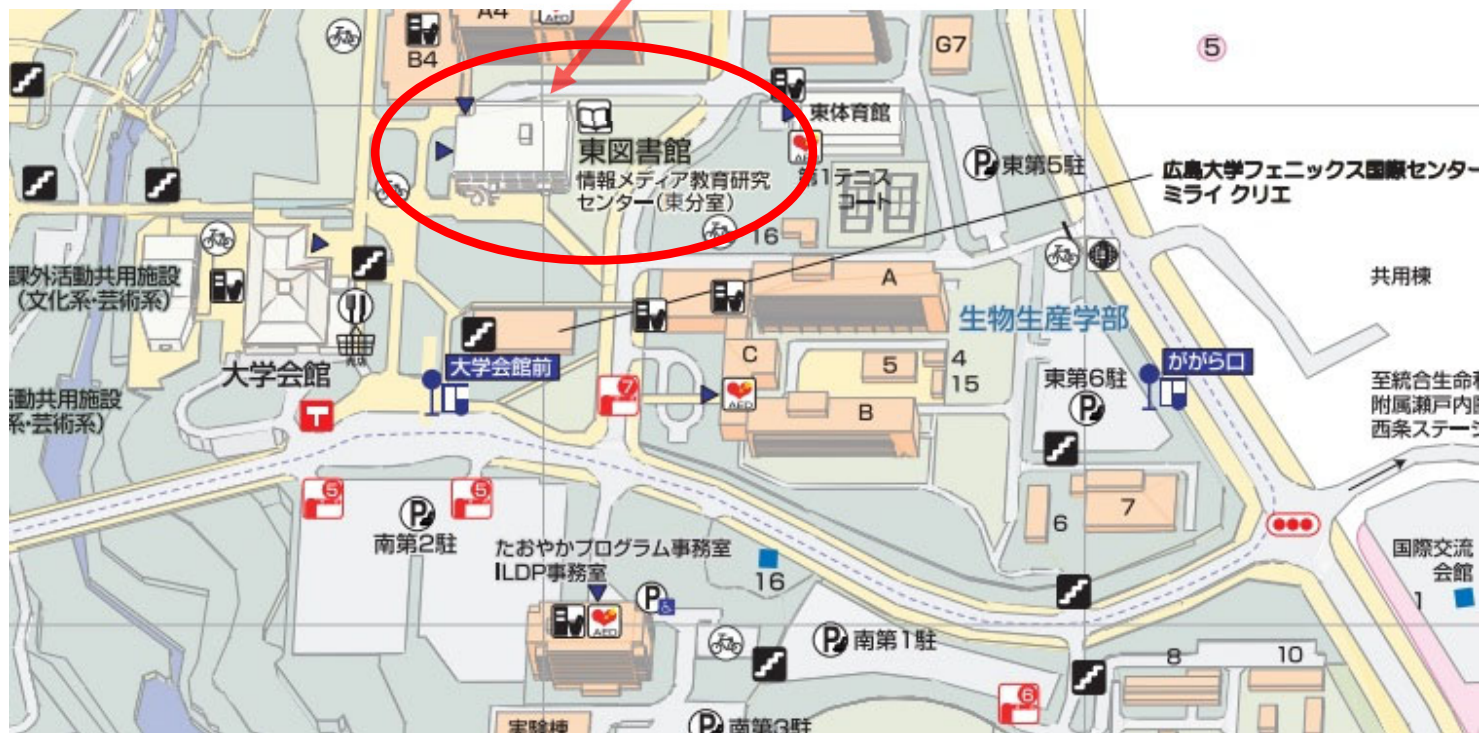 A4
AED
B4
G7
⑤
東体育館
AED
東図書館
情報メディア教育研究
センター(東分室)
第1テニス
コート
P
東第5駐
広島大学フェニックス国際センター
ミライ クリエ
16
課外活動共用施設
(文化系・芸術系)
A
生物生産学部
共用棟
大学会館前
C
5
4
15
ががら口
大学会館
売店
7
AED
東第6駐
P
B
活動共用施設
系・芸術系)
至統合生命科
附属瀬戸内
西条ステーシ
5
5
P
南第2駐
6
7
たおやかプログラム事務室
ILDP事務室
16
国際交流
会館
1
AED
P
P
南第1駐
8
10
6
実験棟
P
南第3駐